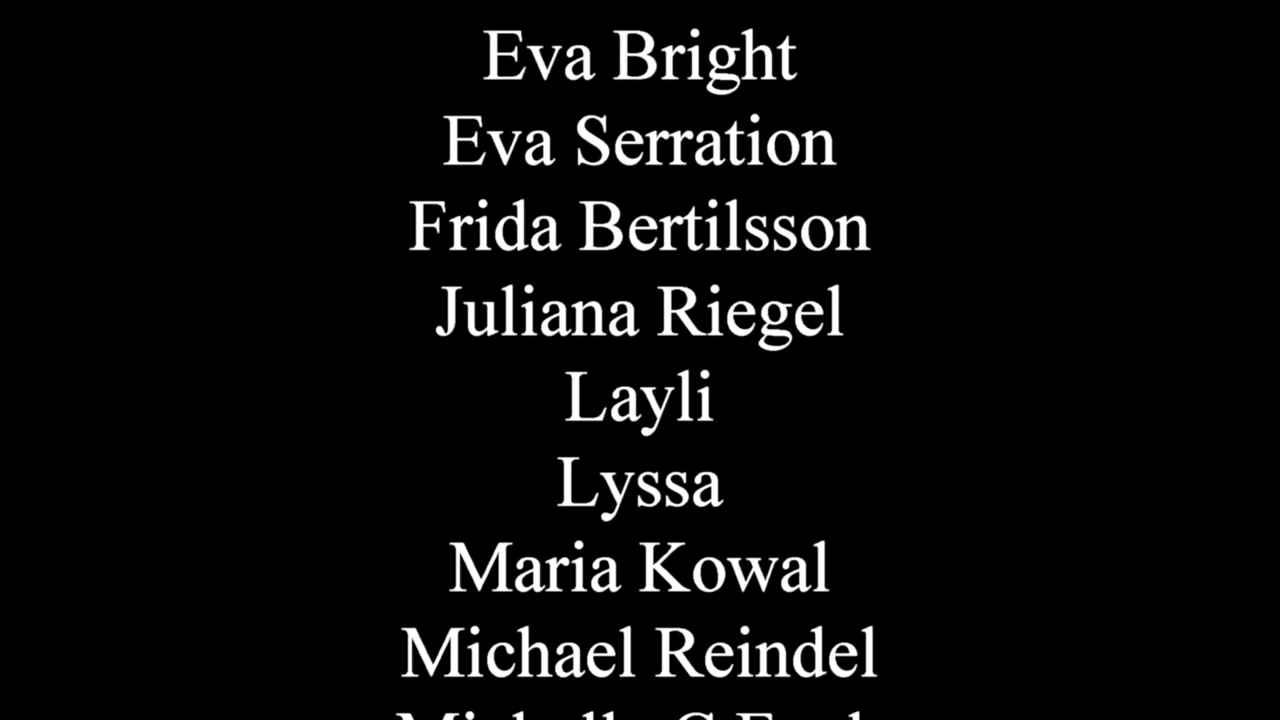 Eva Bright
Eva Serration
Frida Bertilsson
Juliana Riegel
Layli
Lyssa
Maria Kowal
Michael Reindel